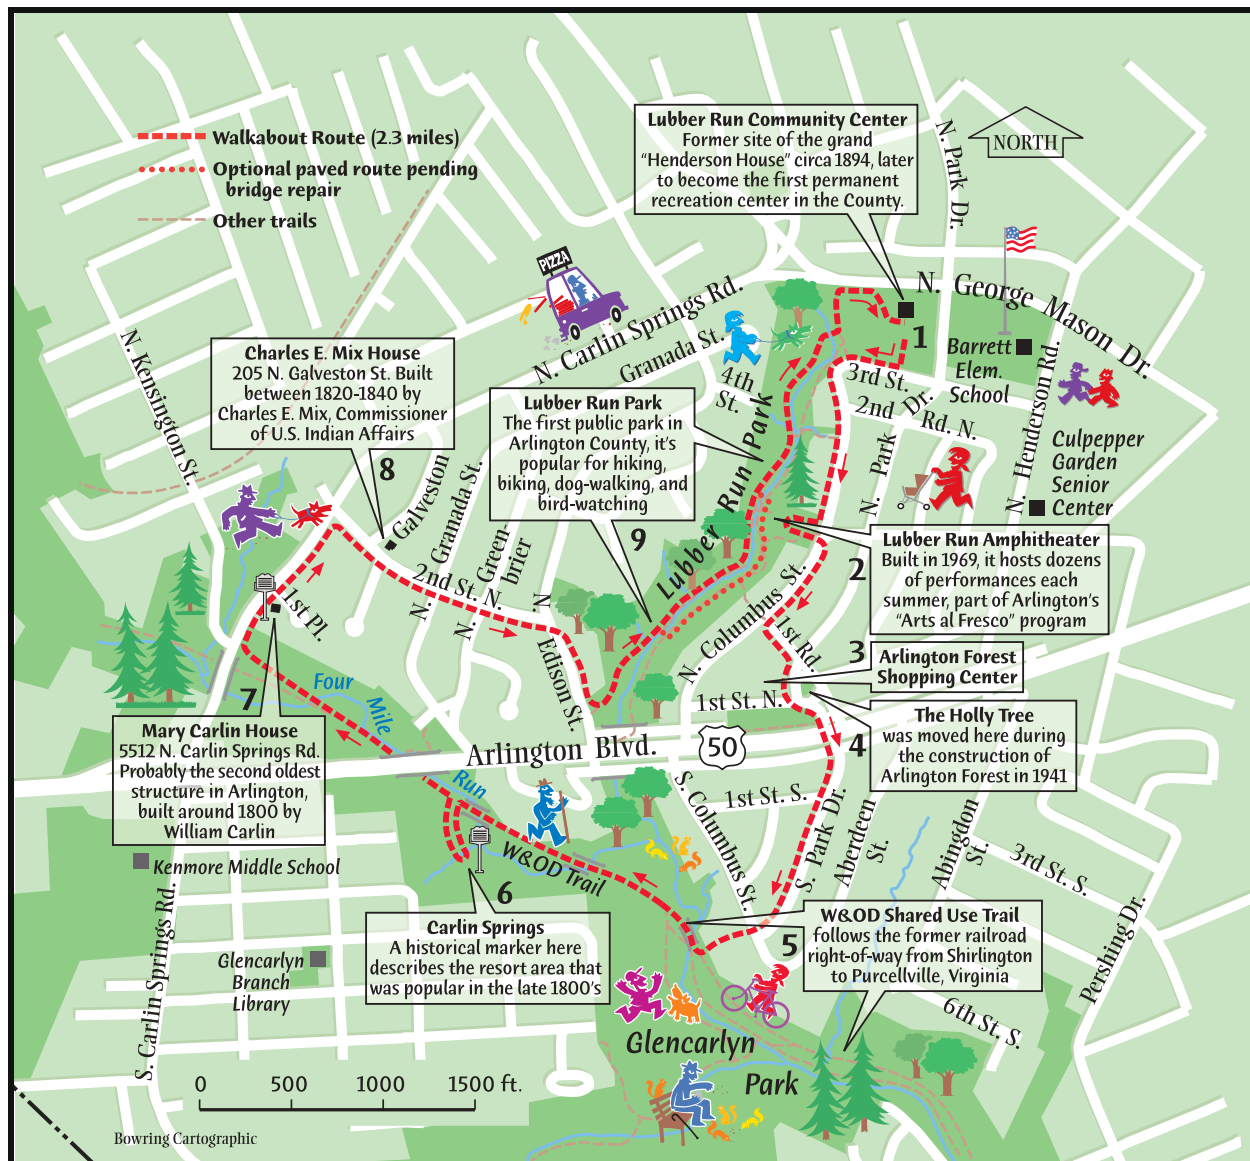 Walkabout Route (2.3 miles)
Optional paved route pending
bridge repair
Other trails
Lubber Run Community Center
Former site of the grand
“Henderson House” circa 1894, later
to become the first permanent
recreation center in the County.
N. Park Dr.
NORTH
PIZZA
N. Carlin Springs Rd.
N. George Mason Dr.
1
Granada St.
Barrett
Elem.
School
N. Kensington St.
Charles E. Mix House
205 N. Galveston St. Built
between 1820-1840 by
Charles E. Mix, Commissioner
of U.S. Indian Affairs
8
4th
St.
3rd St.
2nd Rd. N.
N. Park Dr.
N. Henderson Rd.
Lubber Run Park
The first public park in
Arlington County, it’s
popular for hiking,
biking, dog-walking, and
bird-watching
9
Lubber Run Park
Culpepper
Garden
Senior
Center
N. Galveston
N. Granada St.
N. Green-
brier
2nd St. N.
Lubber Run Amphitheater
Built in 1969, it hosts dozens
of performances each
summer, part of Arlington’s
“Arts al Fresco” program
2
1st Pl.
N. Edison St.
N. Columbus St.
1st Rd.
3
Arlington Forest
Shopping Center
7
Four
Mile
Run
1st St. N.
Mary Carlin House
5512 N. Carlin Springs Rd.
Probably the second oldest
structure in Arlington,
built around 1800 by
William Carlin
Arlington Blvd.
50
4
The Holly Tree
was moved here during
the construction of
Arlington Forest in 1941
1st St. S.
S. Columbus St.
S. Park Dr.
Aberdeen
St.
Abingdon
St.
3rd St. S.
Kenmore Middle School
W&OD Trail
6
Carlin Springs
A historical marker here
describes the resort area that
was popular in the late 1800’s
5
W&OD Shared Use Trail
follows the former railroad
right-of-way from Shirlington
to Purcellville, Virginia
Pershing Dr.
S. Carlin Springs Rd.
Glencarlyn
Branch
Library
6th St. S.
Glencarlyn
Park
0 500 1000 1500 ft.
Bowring Cartographic